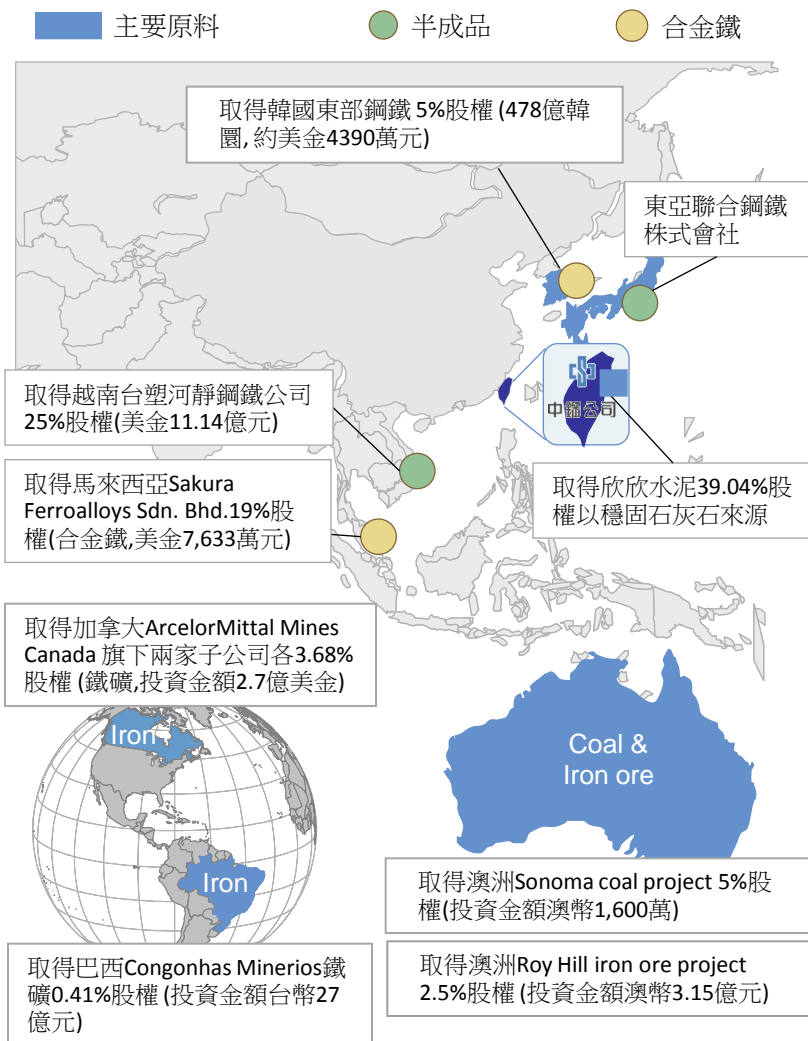 主要原料
半成品
合金鐵
取得韓國東部鋼鐵 5%股權 (478億韓
圜, 約美金4390萬元)
東亞聯合鋼鐵
株式會社
中鋼公司
取得越南台塑河靜鋼鐵公司
25%股權(美金11.14億元)
取得馬來西亞Sakura
Ferroalloys Sdn. Bhd.19%股
權(合金鐵,美金7,633萬元)
取得欣欣水泥39.04%股
權以穩固石灰石來源
取得加拿大ArcelorMittal Mines
Canada 旗下兩家子公司各3.68%
股權 (鐵礦,投資金額2.7億美金)
Iron
Coal &
Iron ore
Iron
取得澳洲Sonoma coal project 5%股
權(投資金額澳幣1,600萬)
取得巴西Congonhas Minerios鐵
礦0.41%股權 (投資金額台幣27
億元)
取得澳洲Roy Hill iron ore project
2.5%股權 (投資金額澳幣3.15億元)